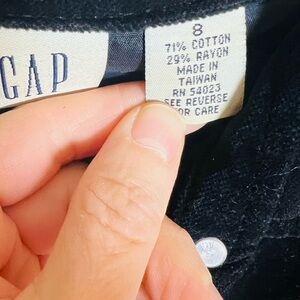 GAP
8
71% COTTON
29% RAYON
MADE IN
TAIWAN
RN 54023
SEE REVERSE
FOR CARE